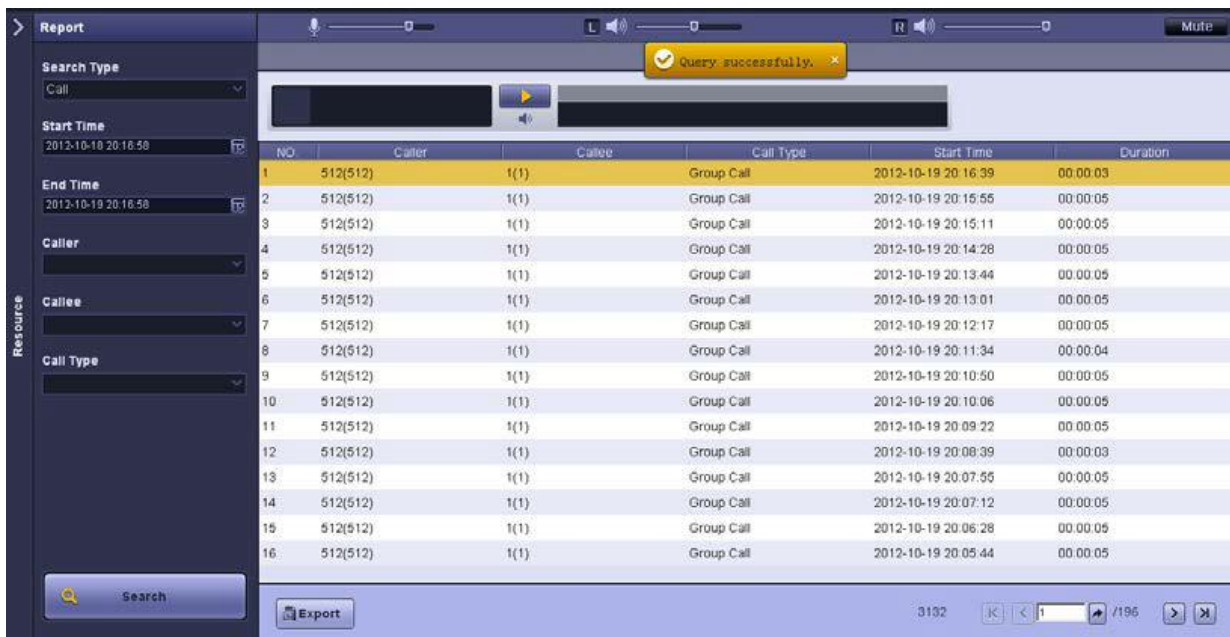 Report
L
R
Mute
Search Type
Call
Query successfully.
Start Time
2012-10-18 20:16:58
End Time
2012-10-19 20:16:58
Caller
Callee
Call Type
Resource
Search
NO. Caller Callee Call Type Start Time Duration
1 512(512) 1(1) Group Call 2012-10-19 20:16:39 00:00:03
2 512(512) 1(1) Group Call 2012-10-19 20:15:55 00:00:05
3 512(512) 1(1) Group Call 2012-10-19 20:15:11 00:00:05
4 512(512) 1(1) Group Call 2012-10-19 20:14:28 00:00:05
5 512(512) 1(1) Group Call 2012-10-19 20:13:44 00:00:05
6 512(512) 1(1) Group Call 2012-10-19 20:13:01 00:00:05
7 512(512) 1(1) Group Call 2012-10-19 20:12:17 00:00:05
8 512(512) 1(1) Group Call 2012-10-19 20:11:34 00:00:04
9 512(512) 1(1) Group Call 2012-10-19 20:10:50 00:00:05
10 512(512) 1(1) Group Call 2012-10-19 20:10:06 00:00:05
11 512(512) 1(1) Group Call 2012-10-19 20:09:22 00:00:05
12 512(512) 1(1) Group Call 2012-10-19 20:08:39 00:00:03
13 512(512) 1(1) Group Call 2012-10-19 20:07:55 00:00:05
14 512(512) 1(1) Group Call 2012-10-19 20:07:12 00:00:05
15 512(512) 1(1) Group Call 2012-10-19 20:06:28 00:00:05
16 512(512) 1(1) Group Call 2012-10-19 20:05:44 00:00:05
Export
3132 1 /196